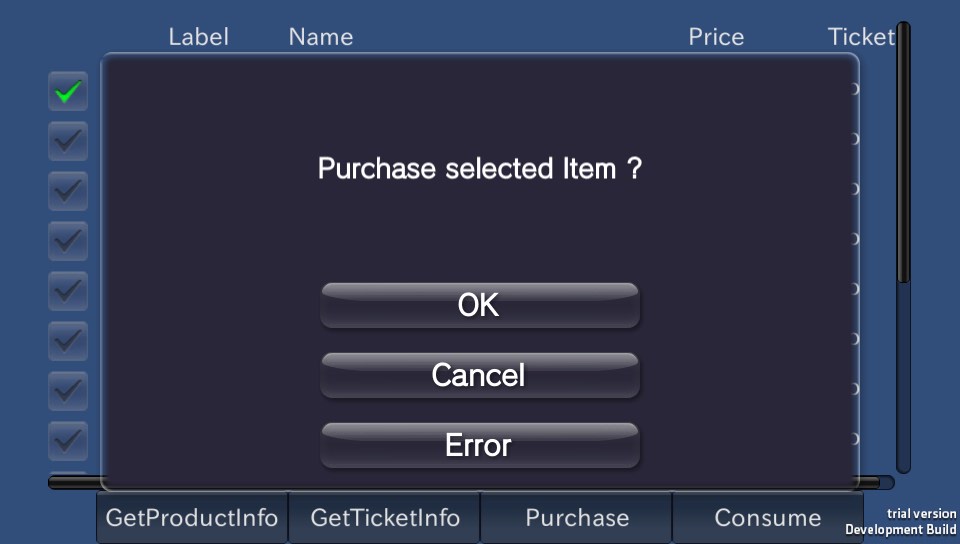 Label Name Price Ticket
Purchase selected Item ?
OK
Cancel
Error
GetProductInfo GetTicketInfo Purchase Consume
trial version
Development Build